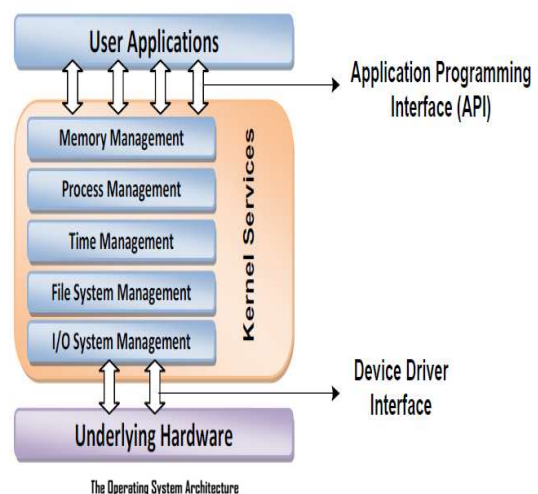 User Applications
Application Programming
Interface (API)
Memory Management
Process Management
Time Management
File System Management
I/O System Management
Kernel Services
Device Driver
Interface
Underlying Hardware
The Operating System Architecture